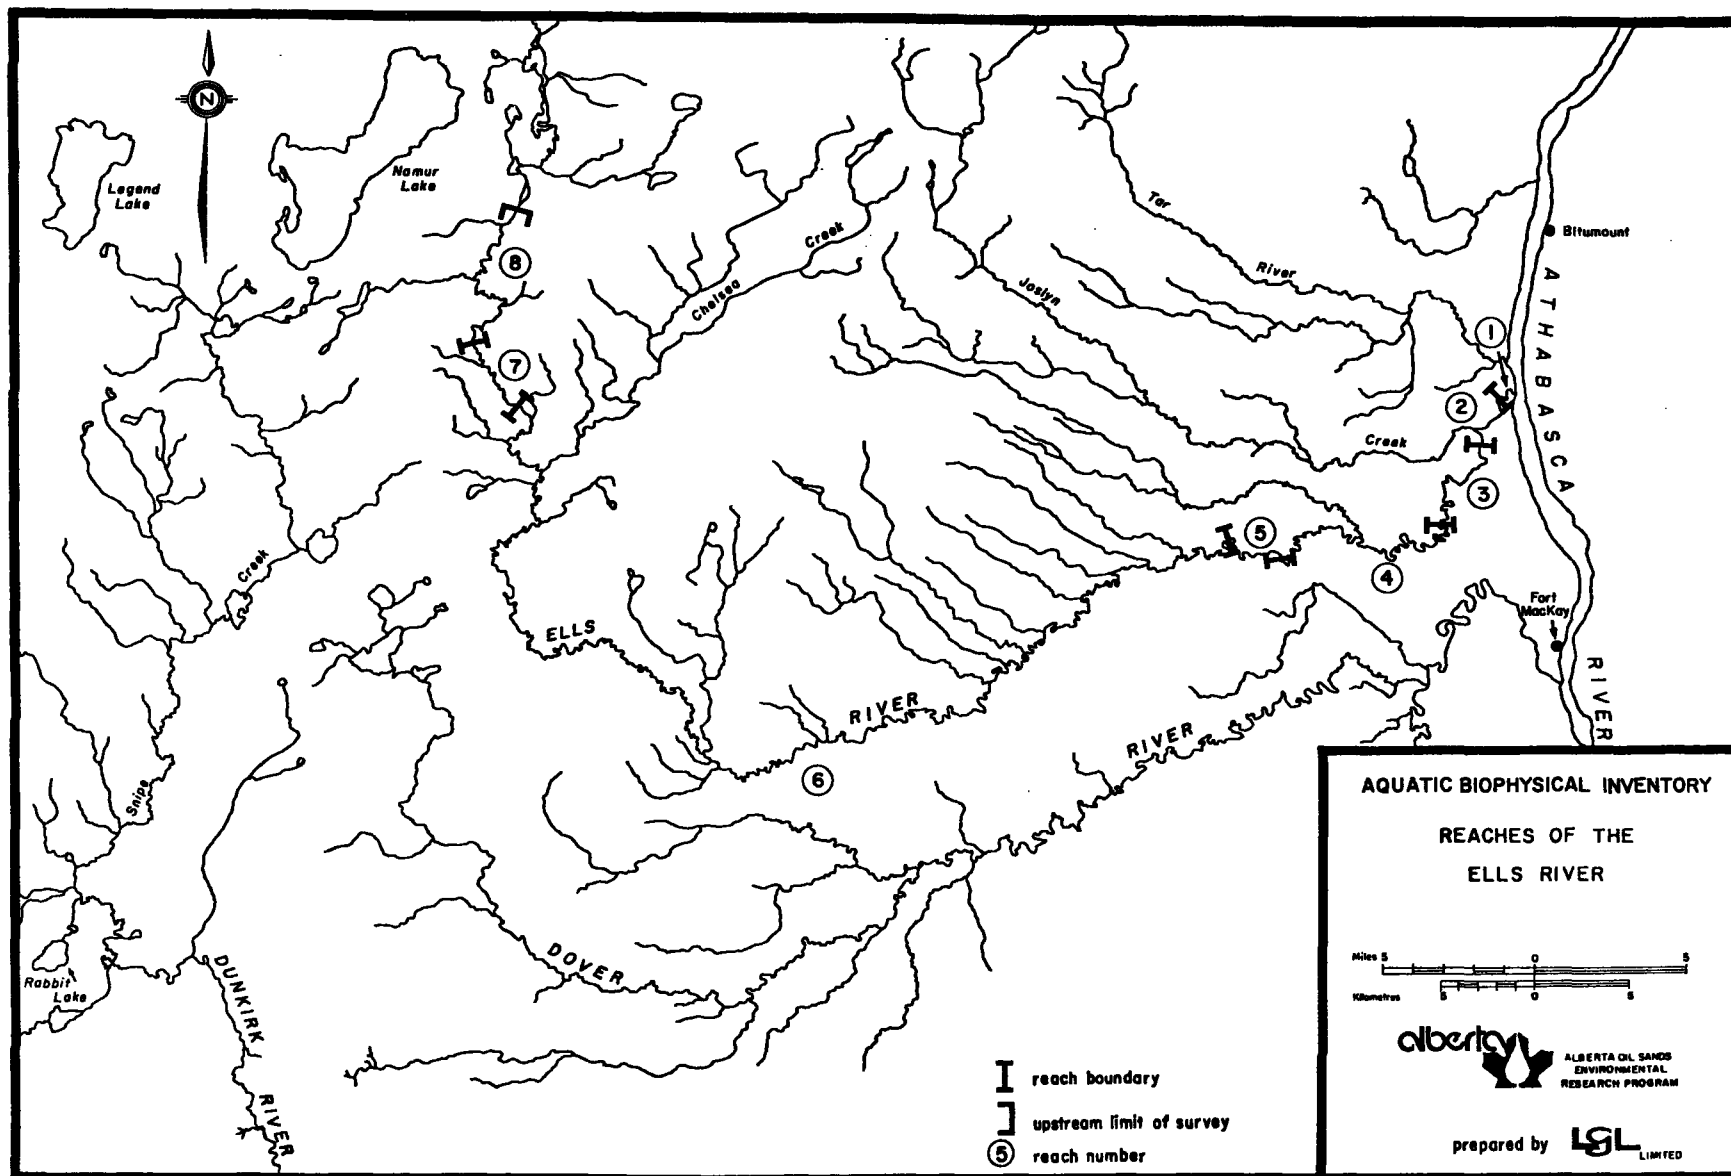 N
Legend
Lake
Namur
Lake
8
7
Chelsea
Creek
Tar
River
Joslyn
Creek
Bitumount
1
2
3
4
5
6
ATHABASCA
RIVER
Fort
MacKay
Creek
Snipe
ELLS
RIVER
RIVER
DOVER
Rabbit
Lake
DUNKIRK
RIVER
reach boundary
upstream limit of survey
5 reach number
AQUATIC BIOPHYSICAL INVENTORY
REACHES OF THE
ELLS RIVER
Miles 5 0 5
Kilometres 5 0 5
alberta
ALBERTA OIL SANDS
ENVIRONMENTAL
RESEARCH PROGRAM
prepared by LGL
LIMITED